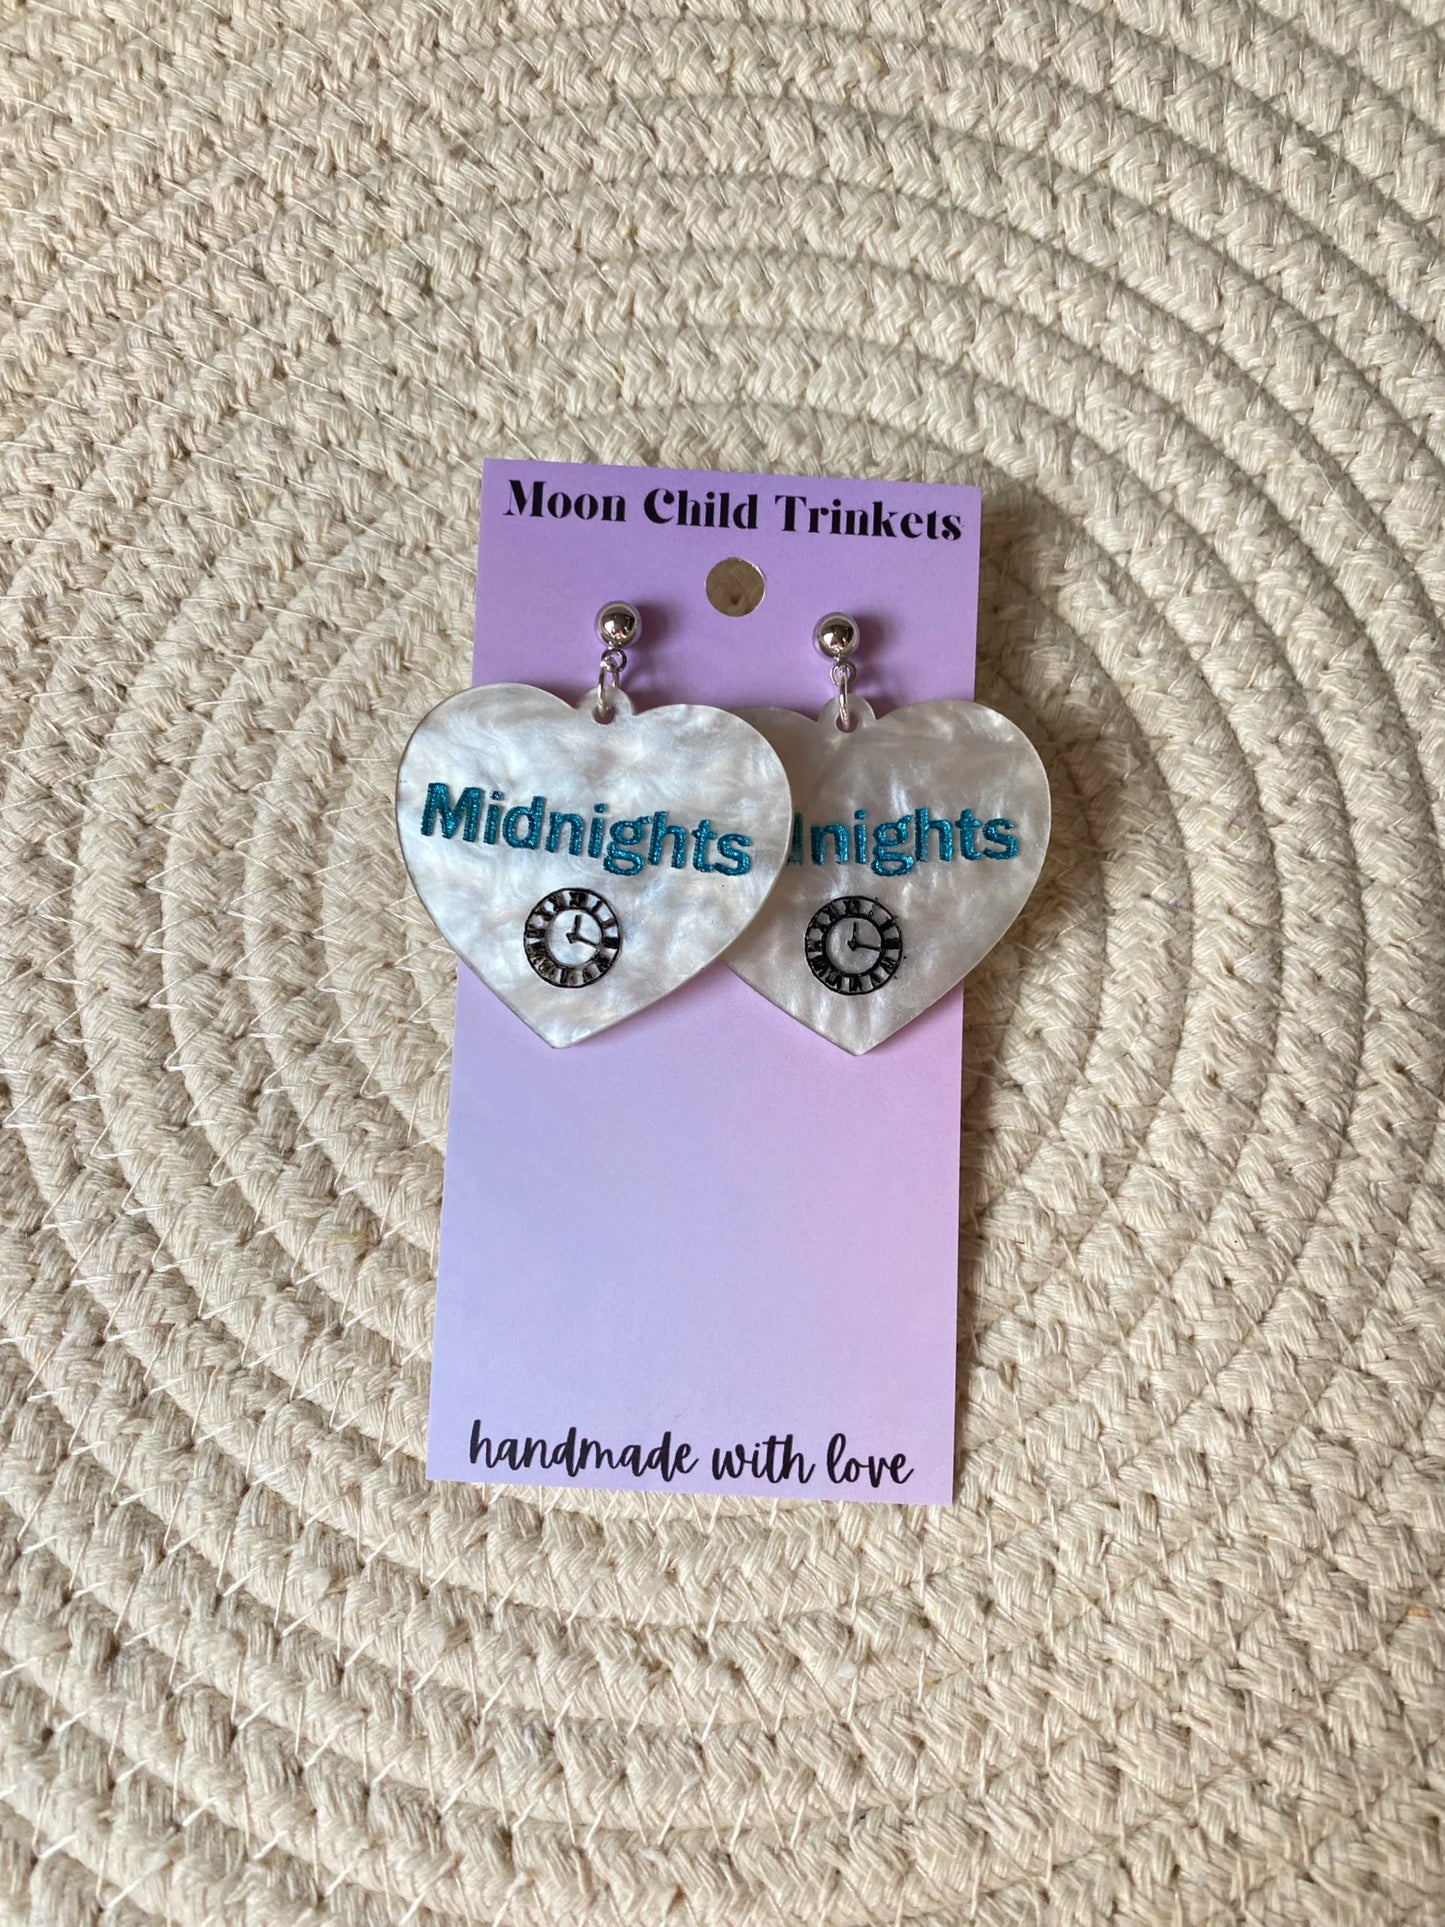 Moon Child Trinkets
Midnights
nights
handmade with love